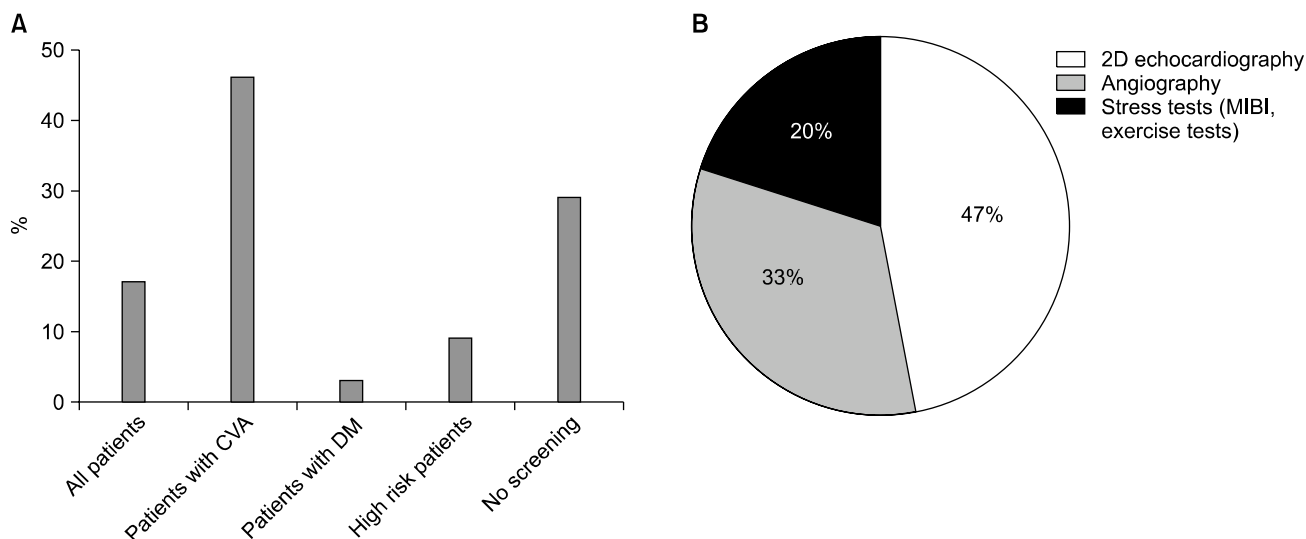 A
50
40
30
20
10
0
%
All patients
Patients with CVA
Patients with DM
High risk patients
No screening
B
47%
33%
20%
2D echocardiography
Angiography
Stress tests (MIBI,
exercise tests)